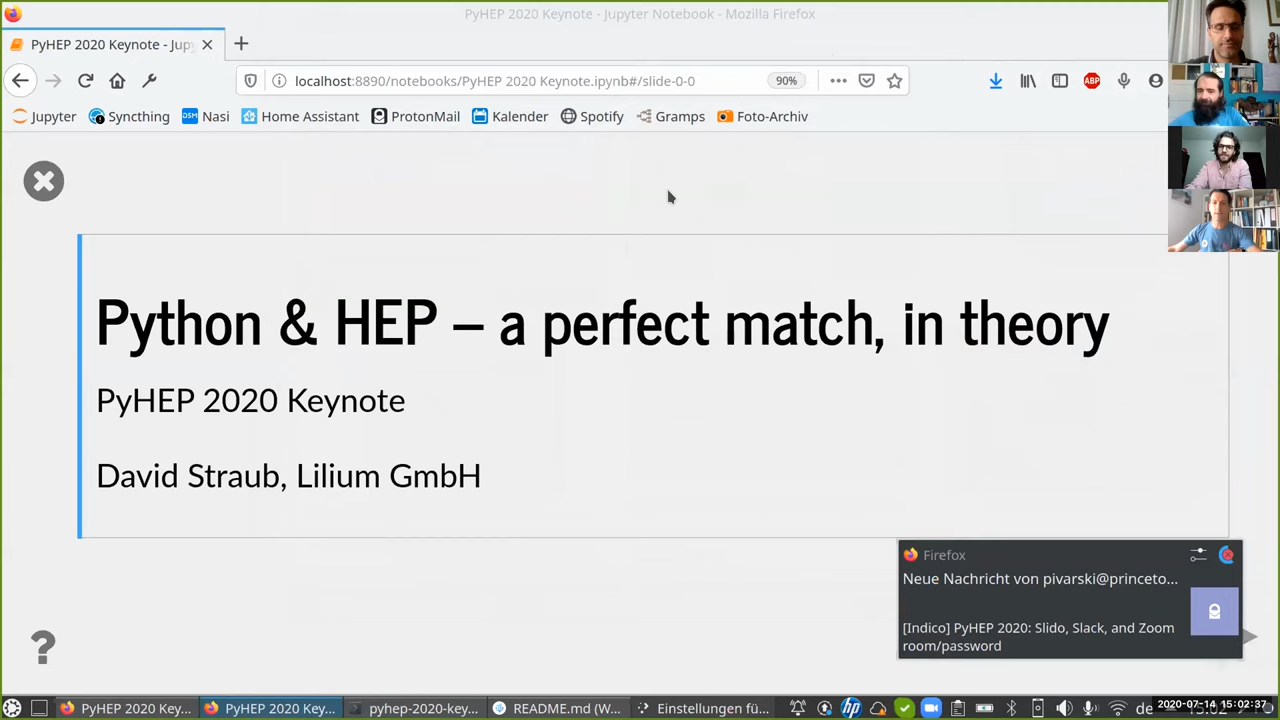 PyHEP 2020 Keynote - Jupyter Notebook - Mozilla Firefox
PyHEP 2020 Keynote - Jupy
localhost:8890/notebooks/PyHEP 2020 Keynote.ipynb#/slide-0-0
90%
ABP
Jupyter
Syncthing
DSM
Nasi
Home Assistant
ProtonMail
Kalender
Spotify
Gramps
Foto-Archiv
Python & HEP – a perfect match, in theory
PyHEP 2020 Keynote
David Straub, Lilium GmbH
Firefox
Neue Nachricht von pivarski@princeto...
[Indico] PyHEP 2020: Slido, Slack, and Zoom
room/password
?
PyHEP 2020 Key...
PyHEP 2020 Key...
pyhep-2020-key...
README.md (W...
Einstellungen fü...
hp
de
2020-07-14 15:02:37